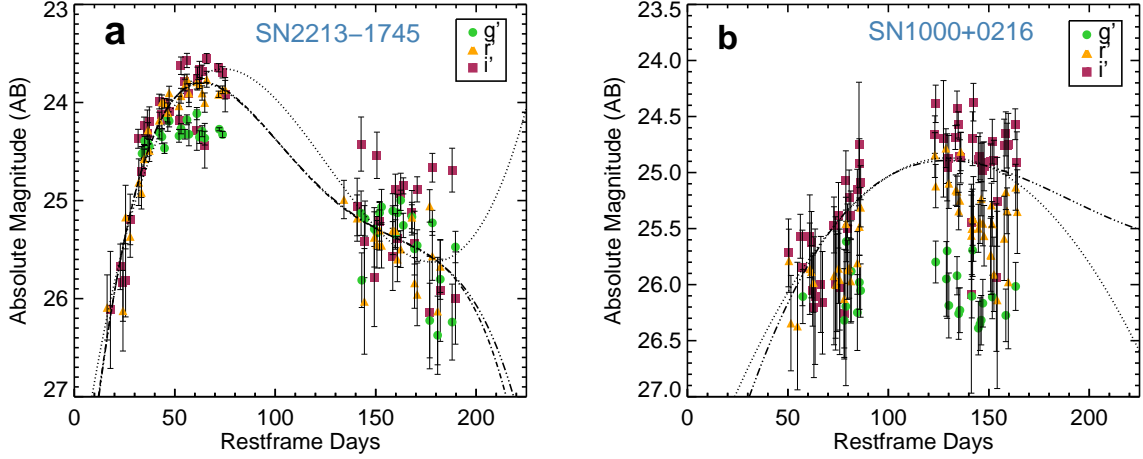 a
SN2213−1745
g'
r'
i'
Absolute Magnitude (AB)
23
24
25
26
27
0 50 100 150 200
Restframe Days
b
SN1000+0216
g'
r'
i'
Absolute Magnitude (AB)
23.5
24.0
24.5
25.0
25.5
26.0
26.5
27.0
0 50 100 150 200
Restframe Days